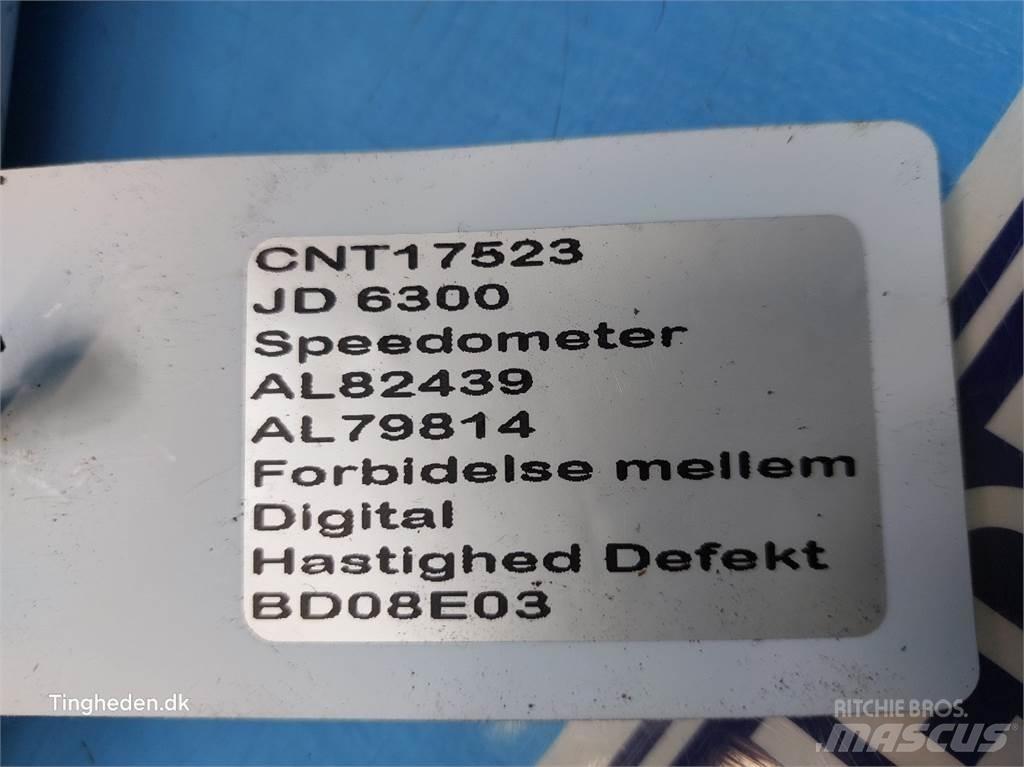 CNT17523
JD 6300
Speedometer
AL82439
AL79814
Forbidelse mellem
Digital
Hastighed Defekt
BD08E03
Tingheden.dk
RITCHIE BROS.
MASCUS